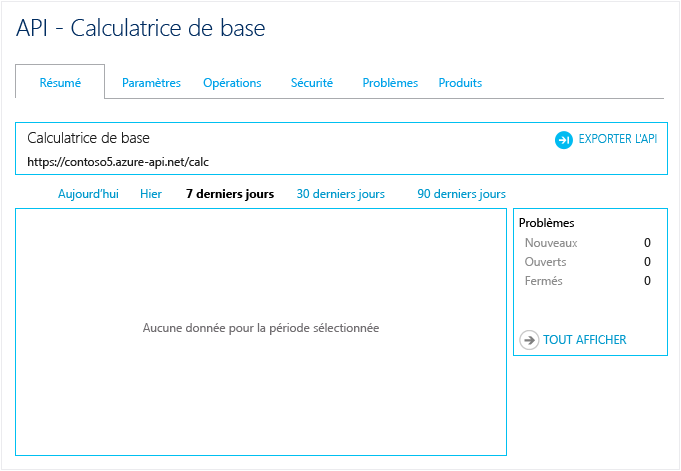 API - Calculatrice de base
Résumé Paramètres Opérations Sécurité Problèmes Produits
Calculatrice de base
EXPORTER L'API
https://contoso5.azure-api.net/calc
Aujourd'hui Hier 7 derniers jours 30 derniers jours 90 derniers jours
Aucune donnée pour la période sélectionnée
Problèmes
Nouveaux 0
Ouverts 0
Fermés 0
TOUT AFFICHER